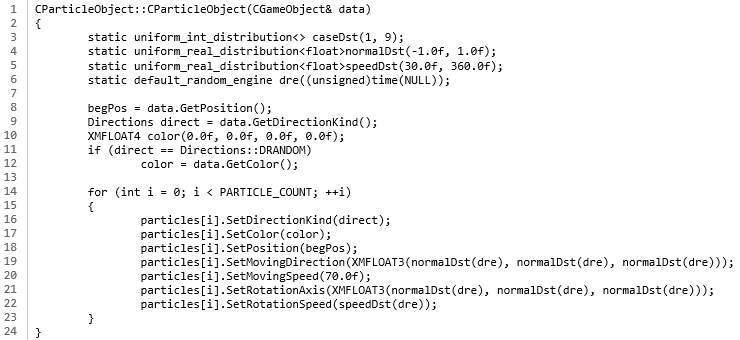 1 CParticleObject::CParticleObject(CGameObject& data)
2 {
3 static uniform_int_distribution<> caseDst(1, 9);
4 static uniform_real_distribution<float>normalDst(-1.0f, 1.0f);
5 static uniform_real_distribution<float>speedDst(30.0f, 360.0f);
6 static default_random_engine dre((unsigned)time(NULL));
7
8 begPos = data.GetPosition();
9 Directions direct = data.GetDirectionKind();
10 XMFLOAT4 color(0.0f, 0.0f, 0.0f, 0.0f);
11 if (direct == Directions::DRANDOM)
12 color = data.GetColor();
13
14 for (int i = 0; i < PARTICLE_COUNT; ++i)
15 {
16 particles[i].SetDirectionKind(direct);
17 particles[i].SetColor(color);
18 particles[i].SetPosition(begPos);
19 particles[i].SetMovingDirection(XMFLOAT3(normalDst(dre), normalDst(dre), normalDst(dre)));
20 particles[i].SetMovingSpeed(70.0f);
21 particles[i].SetRotationAxis(XMFLOAT3(normalDst(dre), normalDst(dre), normalDst(dre)));
22 particles[i].SetRotationSpeed(speedDst(dre));
23 }
24 }